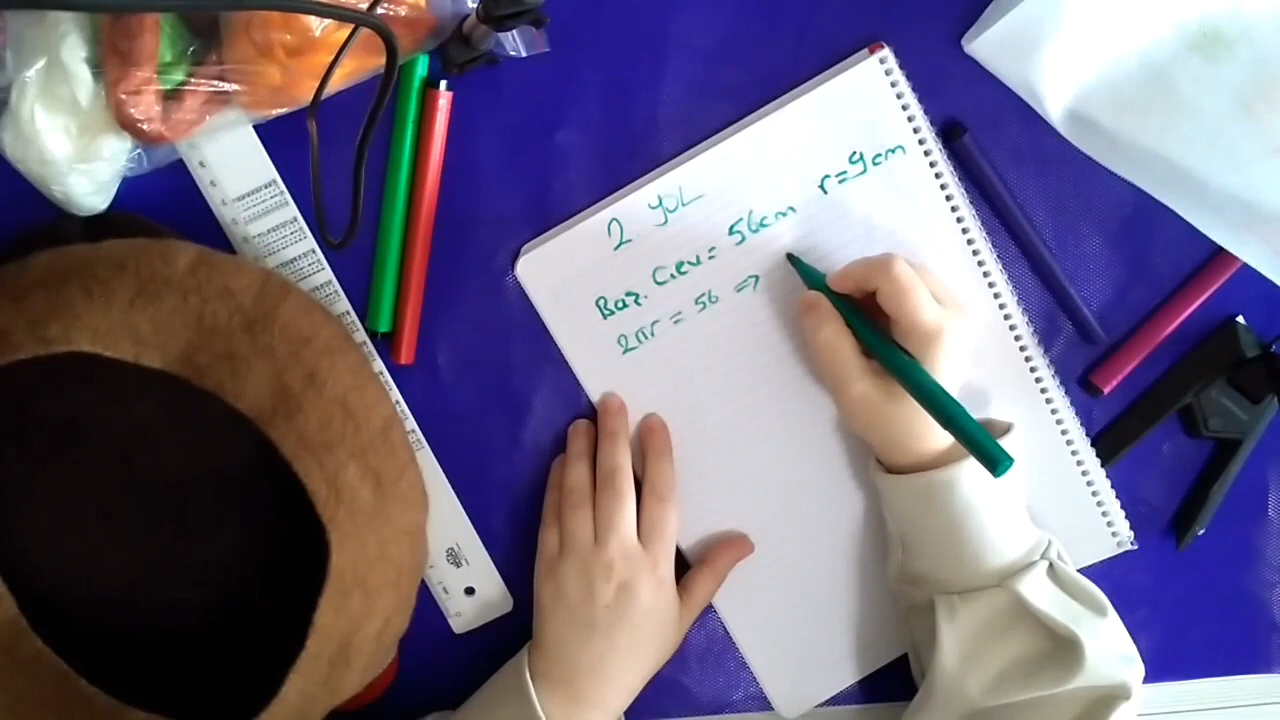 2. YOL
Baş. Çev = 56cm r=9cm
2πr = 56 =>